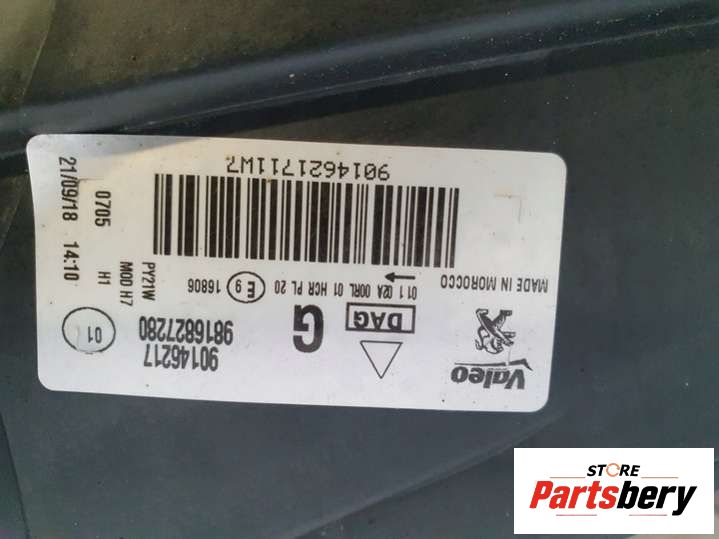 Valeo
MADE IN MOROCCO
DAG
G
90146217
9816827280
01
01 1 02A 00RL 01 HCR PL 20
E 9
16806
PY21W
MOD H7
H1
0705
21/09/18 14:10
9014621711W7
STORE
Partsbery